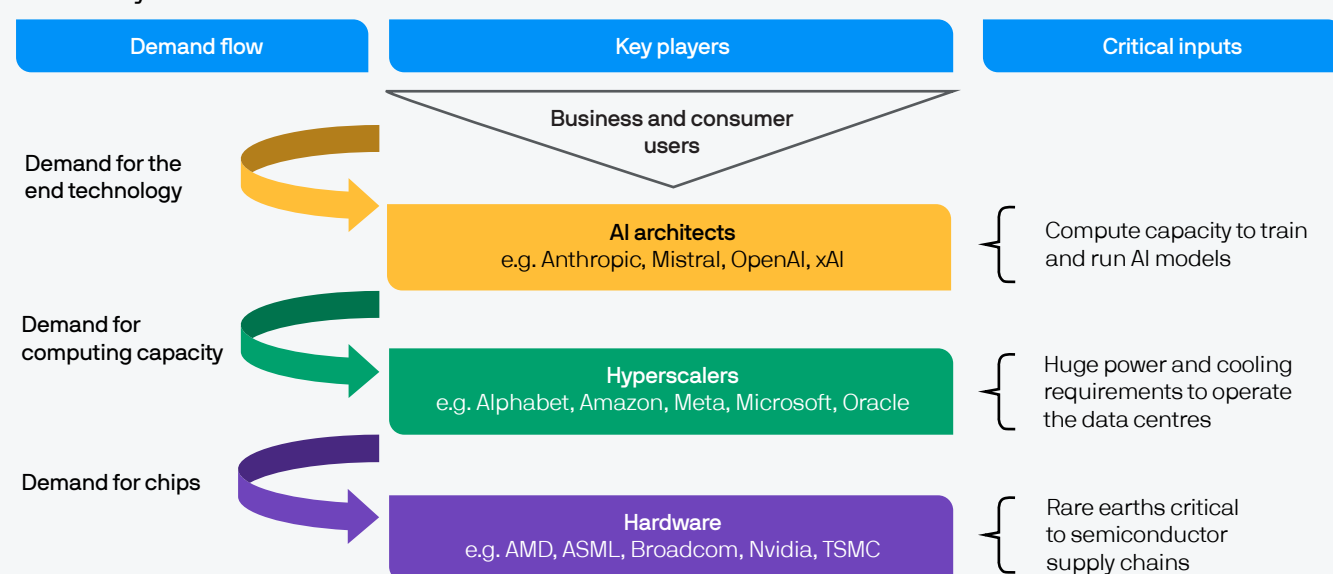 Demand flow
Key players
Critical inputs
Business and consumer
users
Demand for the
end technology
AI architects
e.g. Anthropic, Mistral, OpenAI, xAI
Compute capacity to train
and run AI models
Demand for
computing capacity
Hyperscalers
e.g. Alphabet, Amazon, Meta, Microsoft, Oracle
Huge power and cooling
requirements to operate
the data centres
Demand for chips
Hardware
e.g. AMD, ASML, Broadcom, Nvidia, TSMC
Rare earths critical
to semiconductor
supply chains